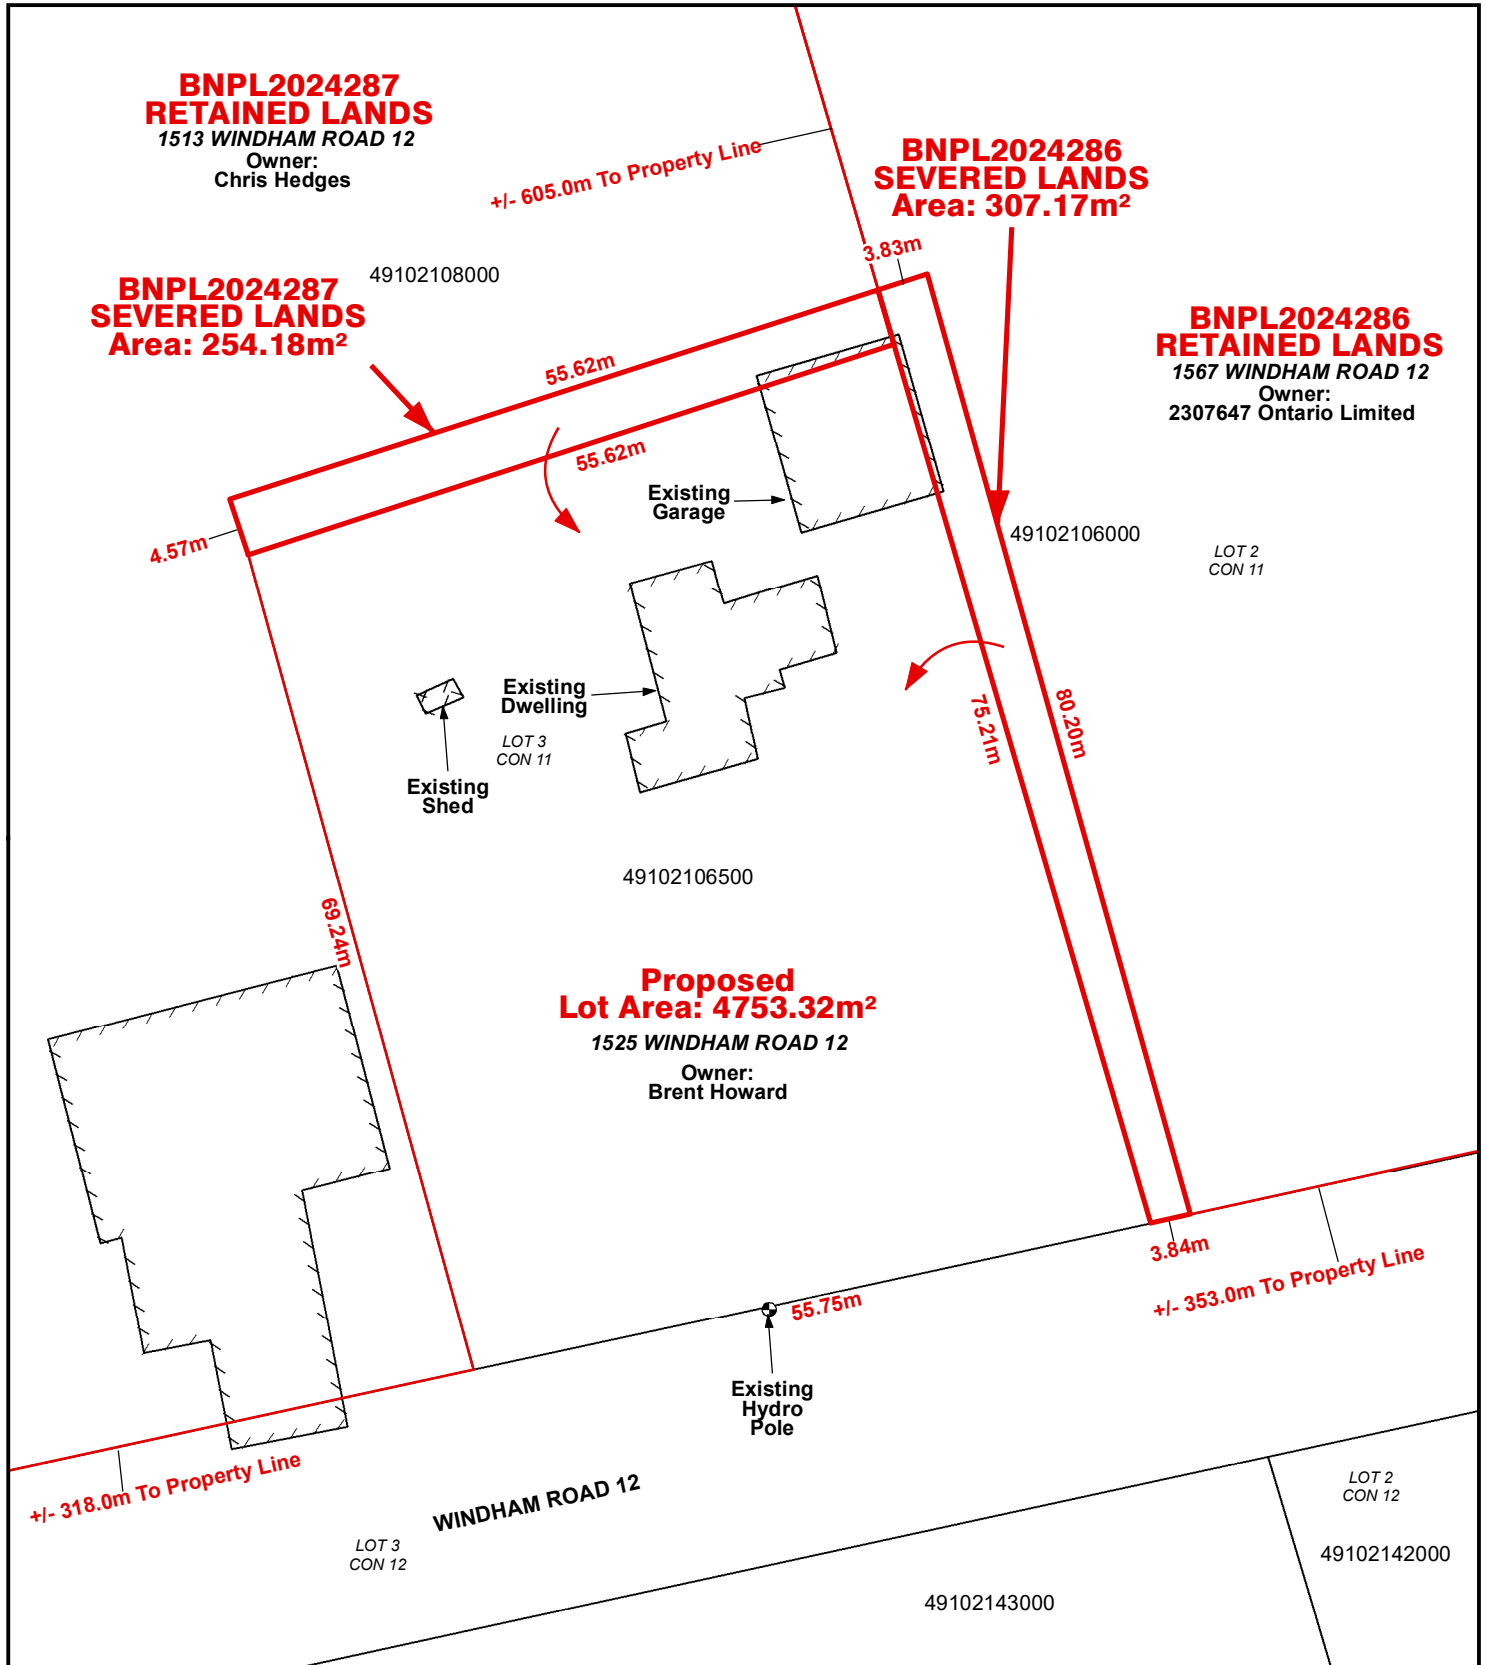 BNPL2024287
RETAINED LANDS
1513 WINDHAM ROAD 12
Owner:
Chris Hedges
+/- 605.0m To Property Line
BNPL2024286
SEVERED LANDS
Area: 307.17m²
3.83m
49102108000
BNPL2024287
SEVERED LANDS
Area: 254.18m²
BNPL2024286
RETAINED LANDS
1567 WINDHAM ROAD 12
Owner:
2307647 Ontario Limited
55.62m
55.62m
Existing
Garage
4.57m
49102106000
LOT 2
CON 11
Existing
Dwelling
LOT 3
CON 11
Existing
Shed
75.21m
80.20m
49102106500
69.24m
Proposed
Lot Area: 4753.32m²
1525 WINDHAM ROAD 12
Owner:
Brent Howard
3.84m
+/- 353.0m To Property Line
55.75m
Existing
Hydro
Pole
+/- 318.0m To Property Line
WINDHAM ROAD 12
LOT 3
CON 12
LOT 2
CON 12
49102142000
49102143000